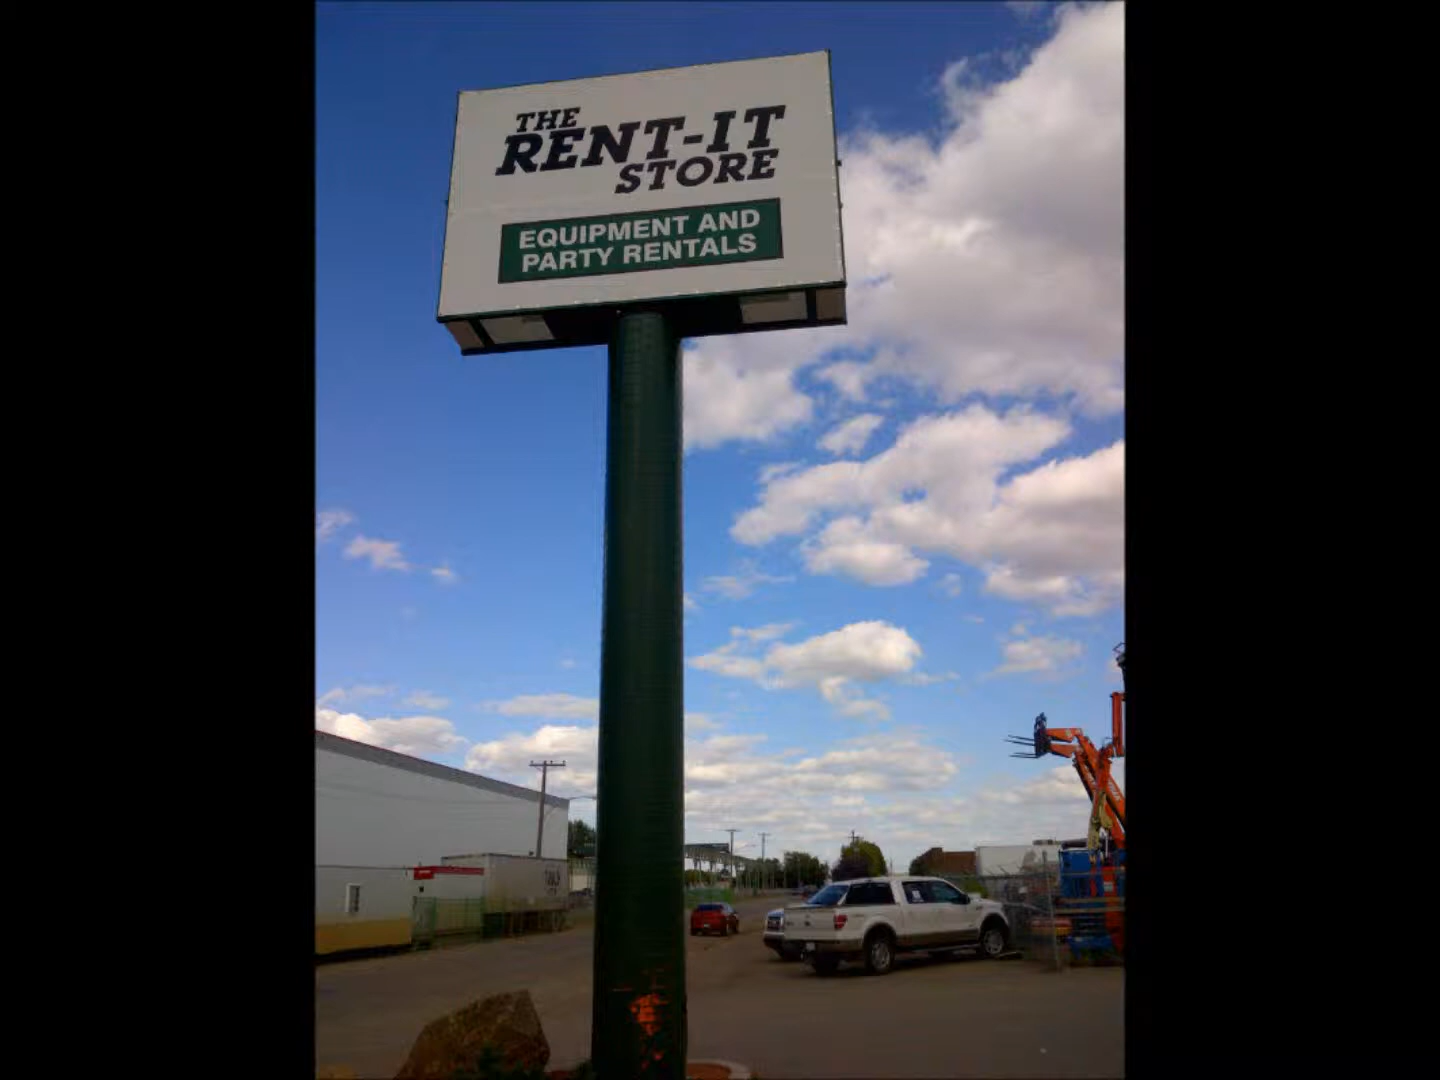 THE
RENT-IT
STORE
EQUIPMENT AND
PARTY RENTALS